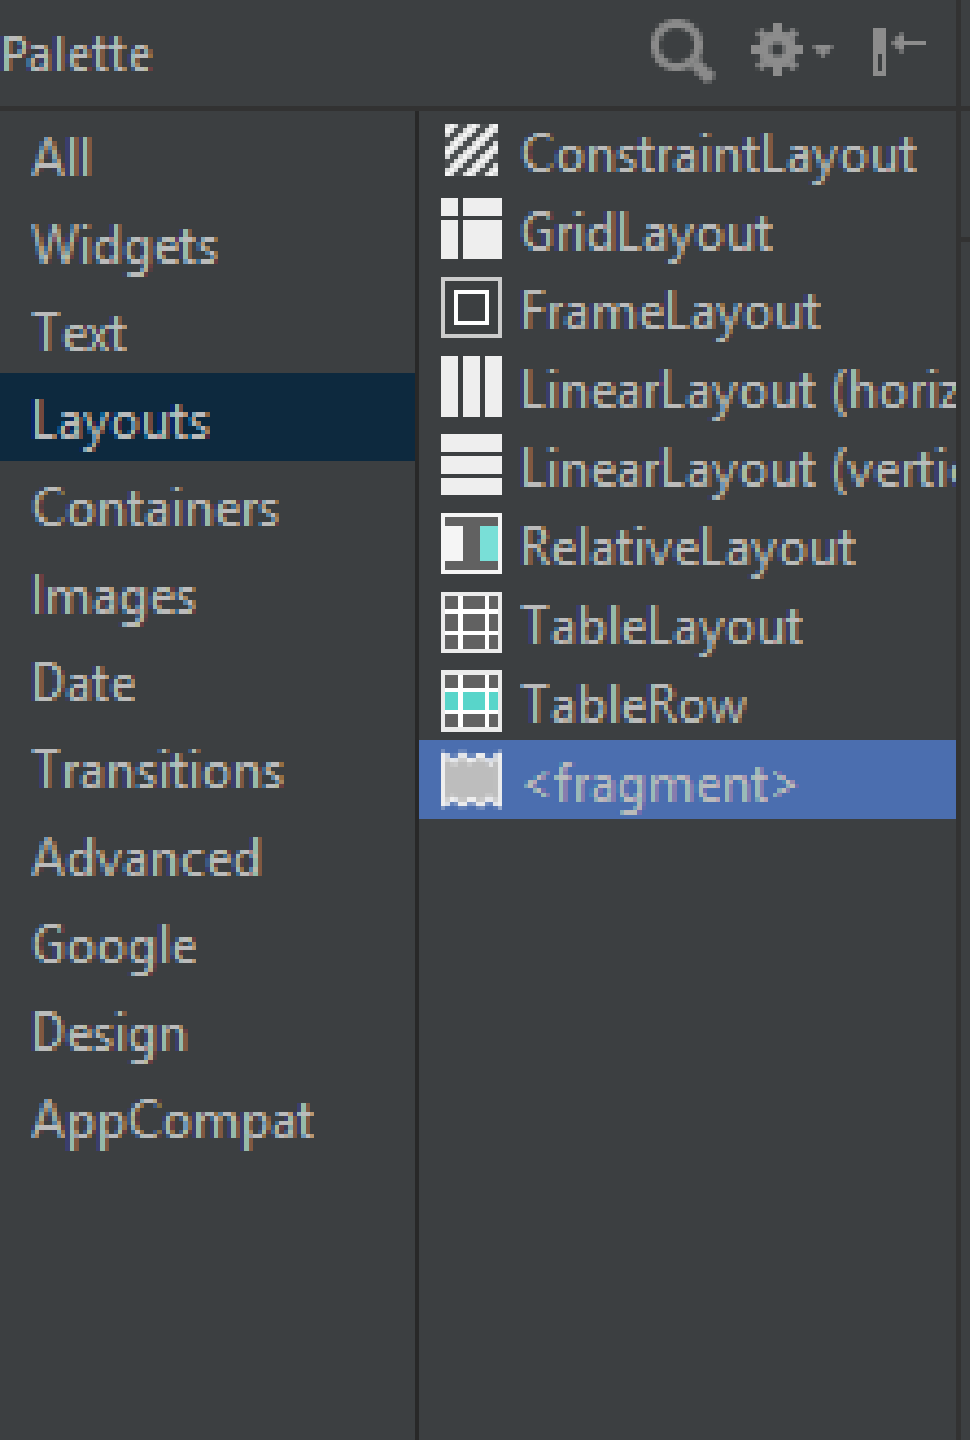 Palette
All
Widgets
Text
Layouts
Containers
Images
Date
Transitions
Advanced
Google
Design
AppCompat
ConstraintLayout
GridLayout
FrameLayout
LinearLayout (horiz
LinearLayout (verti
RelativeLayout
TableLayout
TableRow
<fragment>